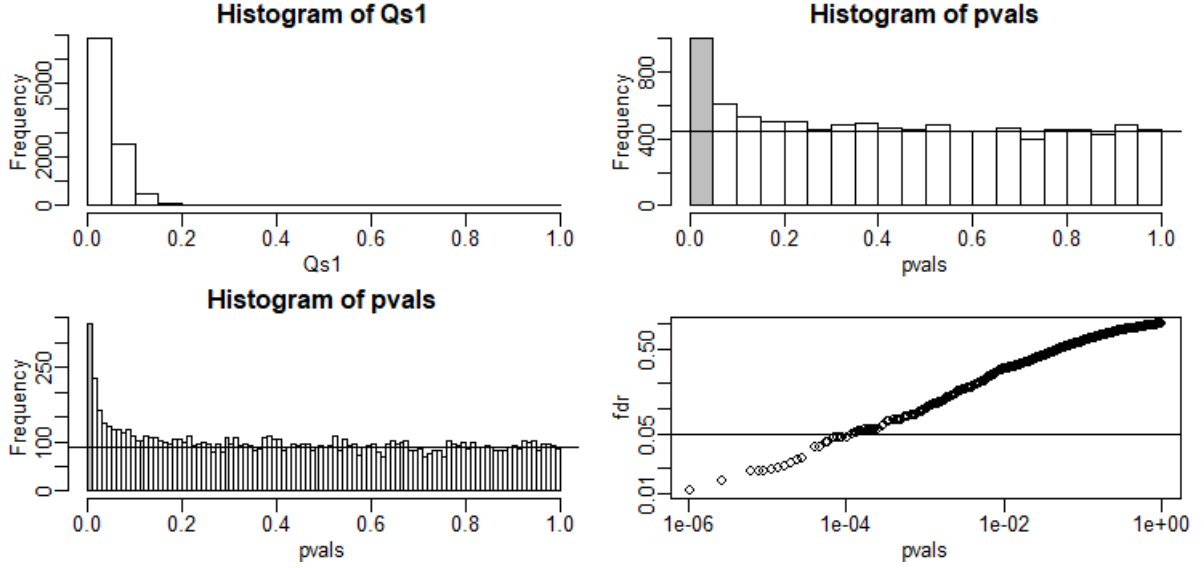 Histogram of Qs1
Frequency
0 2000 5000
0.0 0.2 0.4 0.6 0.8 1.0
Qs1
Histogram of pvals
Frequency
0 400 800
0.0 0.2 0.4 0.6 0.8 1.0
pvals
Histogram of pvals
Frequency
0 100 250
0.0 0.2 0.4 0.6 0.8 1.0
pvals
fdr
0.01 0.05 0.50
1e-06 1e-04 1e-02 1e+00
pvals